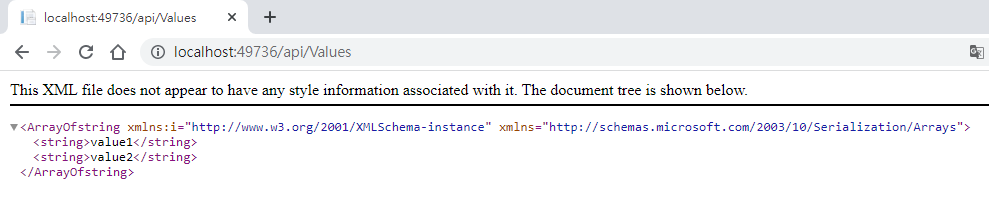 localhost:49736/api/Values
localhost:49736/api/Values
This XML file does not appear to have any style information associated with it. The document tree is shown below.
▼<ArrayOfstring xmlns:i="http://www.w3.org/2001/XMLSchema-instance" xmlns="http://schemas.microsoft.com/2003/10/Serialization/Arrays">
<string>value1</string>
<string>value2</string>
</ArrayOfstring>